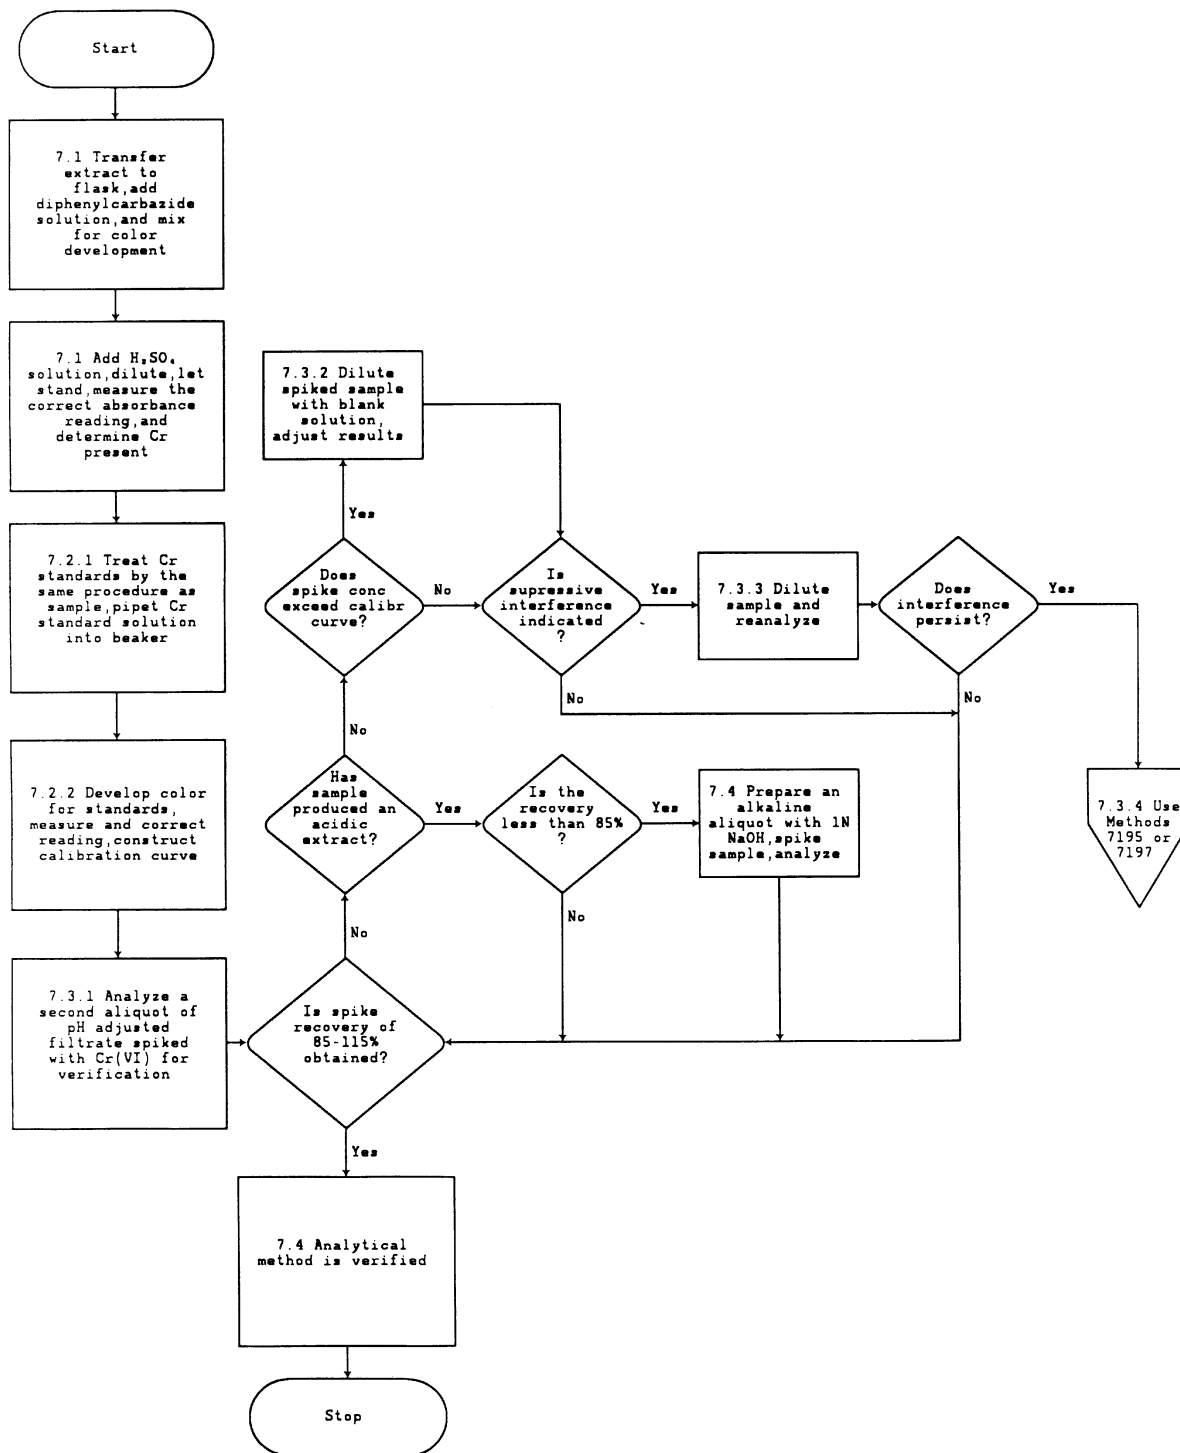 Start
7.1 Transfer
extract to
flask,add
diphenylcarbazide
solution,and mix
for color
development
7.1 Add H₂SO₄
solution,dilute,let
stand,measure the
correct absorbance
reading,and
determine Cr
present
7.2.1 Treat Cr
standards by the
same procedure as
sample,pipet Cr
standard solution
into beaker
7.2.2 Develop color
for standards,
measure and correct
reading,construct
calibration curve
7.3.1 Analyze a
second aliquot of
pH adjusted
filtrate spiked
with Cr(VI) for
verification
7.3.2 Dilute
spiked sample
with blank
solution,
adjust results
Yes
Does
spike conc
exceed calibr
curve?
No
Is
supressive
interference
indicated
?
Yes
7.3.3 Dilute
sample and
reanalyze
Does
interference
persist?
Yes
No
No
No
Has
sample
produced an
acidic
extract?
Yes
Is the
recovery
less than 85%
?
Yes
7.4 Prepare an
alkaline
aliquot with 1N
NaOH,spike
sample,analyze
7.3.4 Use
Methods
7195 or
7197
No
No
Is spike
recovery of
85-115%
obtained?
Yes
7.4 Analytical
method is verified
Stop